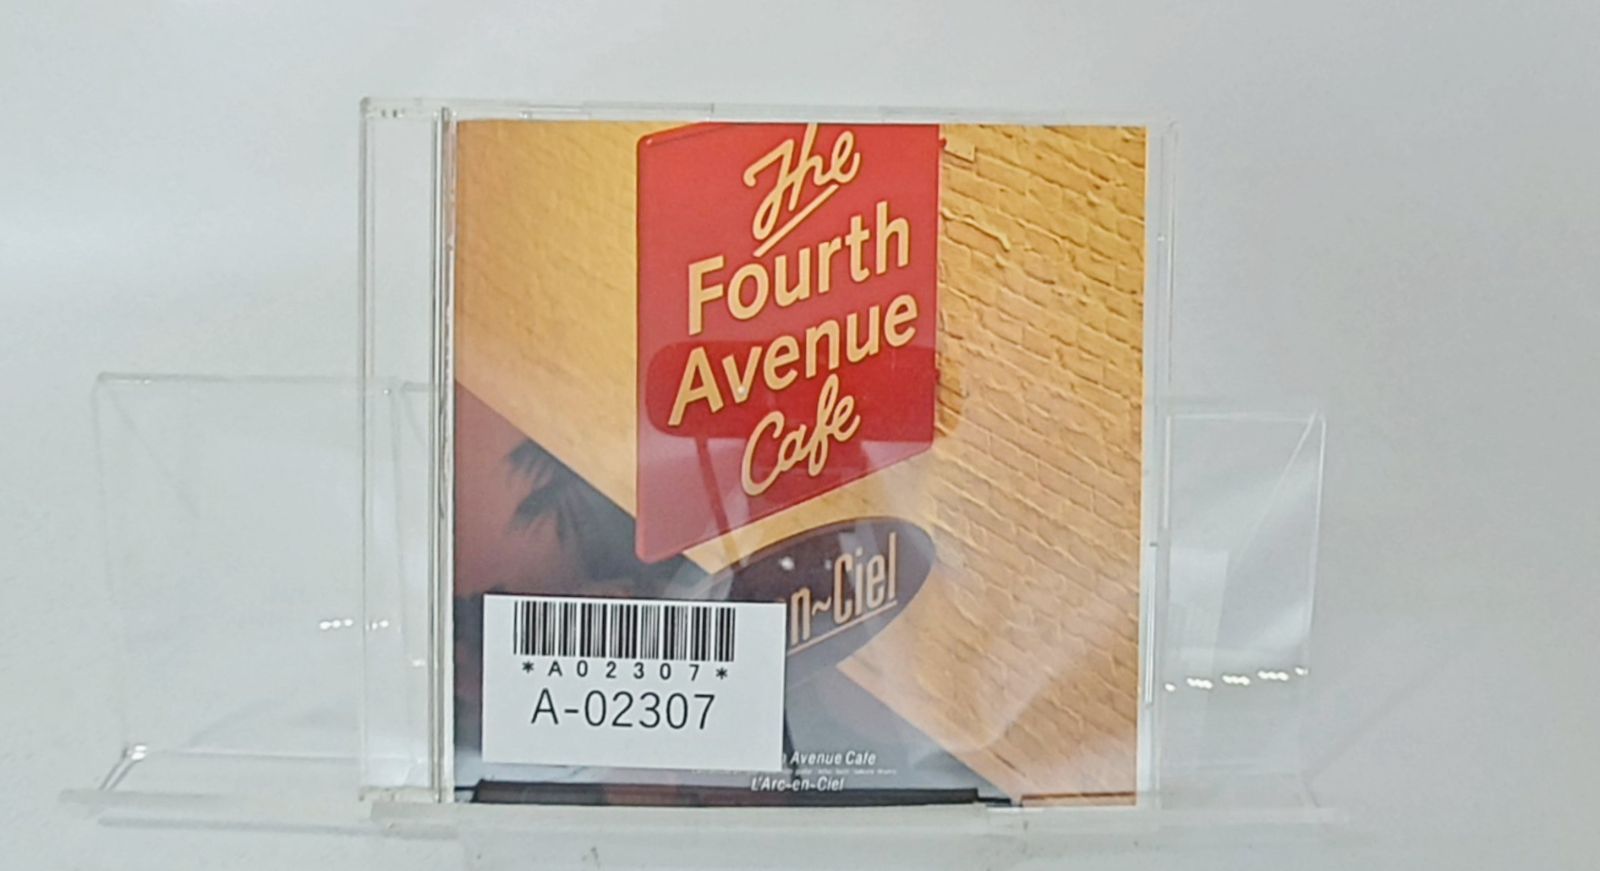 The
Fourth
Avenue
Cafe
n~Ciel
*A02307*
A-02307
Avenue Cafe
L'Arc~en~Ciel